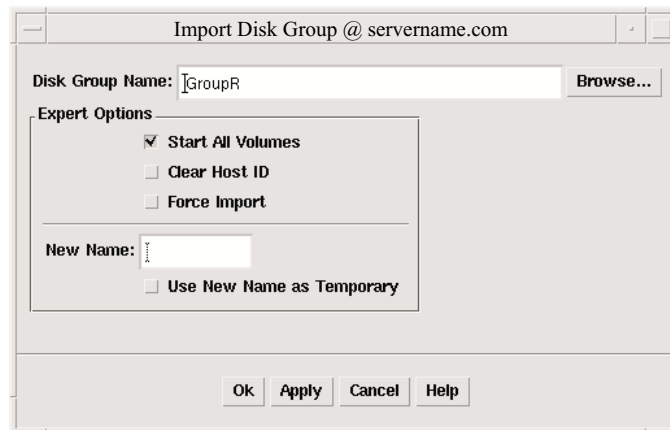 Import Disk Group @ servername.com
Disk Group Name: GroupR Browse...
Expert Options
Start All Volumes
Clear Host ID
Force Import
New Name:
Use New Name as Temporary
Ok Apply Cancel Help